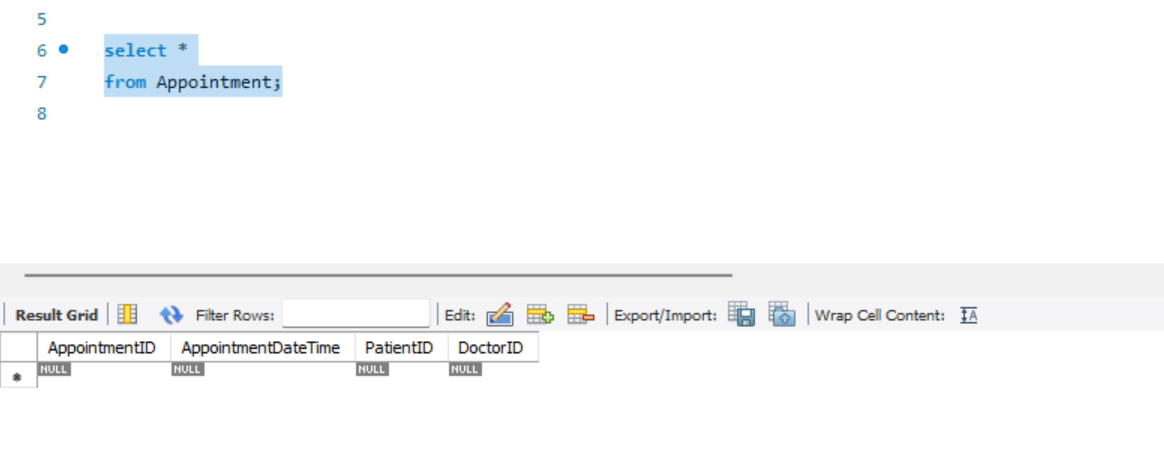 5
6 select *
7 from Appointment;
8
Result Grid Filter Rows: Edit: Export/Import: Wrap Cell Content: IA
AppointmentID AppointmentDateTime PatientID DoctorID
* NULL NULL NULL NULL